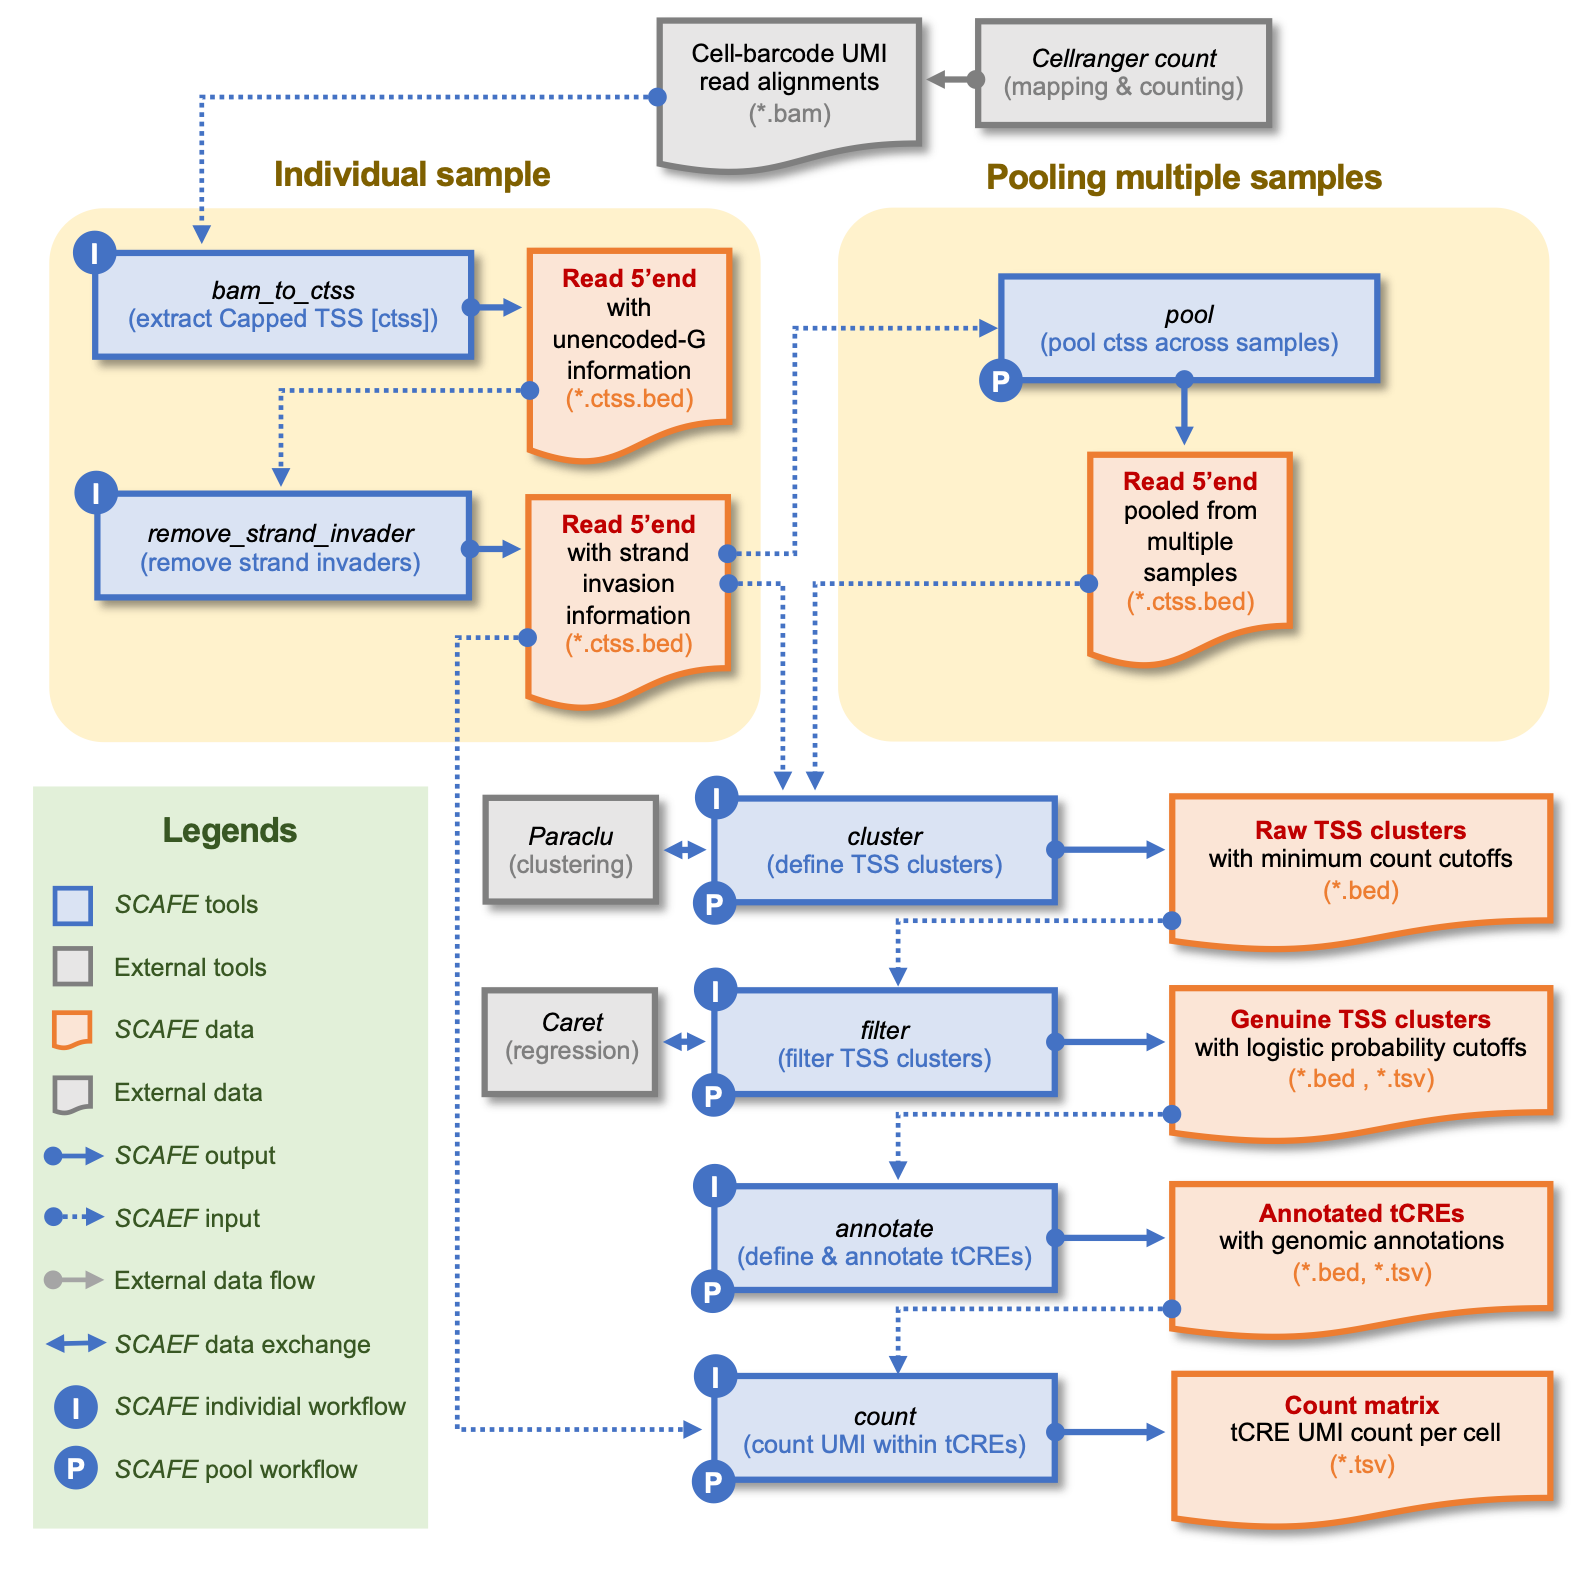 Cell-barcode UMI
read alignments
(*.bam)
Cellranger count
(mapping & counting)
Individual sample
Pooling multiple samples
I
bam_to_ctss
(extract Capped TSS [ctss])
Read 5’end
with
unencoded-G
information
(*.ctss.bed)
pool
(pool ctss across samples)
P
I
remove_strand_invader
(remove strand invaders)
Read 5’end
with strand
invasion
information
(*.ctss.bed)
Read 5’end
pooled from
multiple
samples
(*.ctss.bed)
Paraclu
(clustering)
I
cluster
(define TSS clusters)
P
Raw TSS clusters
with minimum count cutoffs
(*.bed)
Caret
(regression)
I
filter
(filter TSS clusters)
P
Genuine TSS clusters
with logistic probability cutoffs
(*.bed , *.tsv)
I
annotate
(define & annotate tCREs)
P
Annotated tCREs
with genomic annotations
(*.bed, *.tsv)
I
count
(count UMI within tCREs)
P
Count matrix
tCRE UMI count per cell
(*.tsv)
Legends
SCAFE tools
External tools
SCAFE data
External data
SCAFE output
SCAEF input
External data flow
SCAEF data exchange
I SCAFE individial workflow
P SCAFE pool workflow